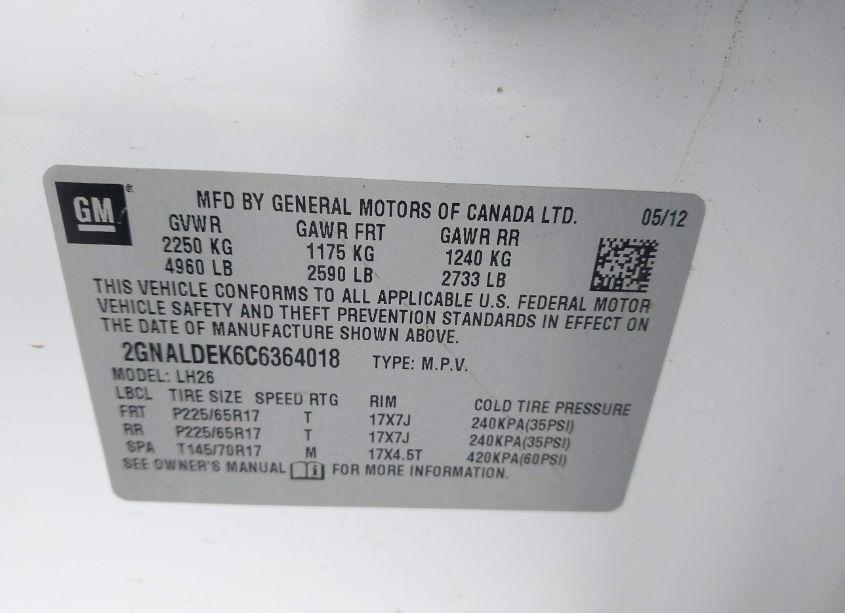 GM ®
MFD BY GENERAL MOTORS OF CANADA LTD. 05/12
GVWR GAWR FRT GAWR RR
2250 KG 1175 KG 1240 KG
4960 LB 2590 LB 2733 LB
THIS VEHICLE CONFORMS TO ALL APPLICABLE U.S. FEDERAL MOTOR
VEHICLE SAFETY AND THEFT PREVENTION STANDARDS IN EFFECT ON
THE DATE OF MANUFACTURE SHOWN ABOVE.
2GNALDEK6C6364018 TYPE: M.P.V.
MODEL: LH26
LBCL TIRE SIZE SPEED RTG RIM COLD TIRE PRESSURE
FRT P225/65R17 T 17X7J 240KPA(35PSI)
RR P225/65R17 T 17X7J 240KPA(35PSI)
SPA T145/70R17 M 17X4.5T 420KPA(60PSI)
SEE OWNER'S MANUAL i FOR MORE INFORMATION.